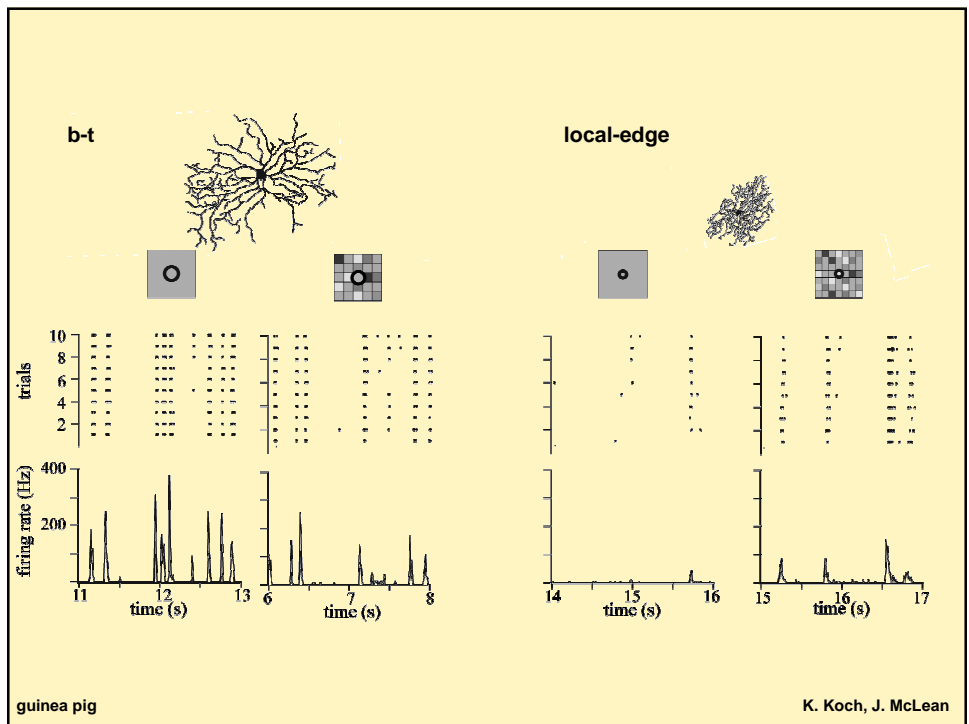 b-t
local-edge
trials
10
8
6
4
2
firing rate (Hz)
400
200
11 12 13
time (s)
6 7 8
time (s)
14 15 16
time (s)
15 16 17
time (s)
guinea pig
K. Koch, J. McLean